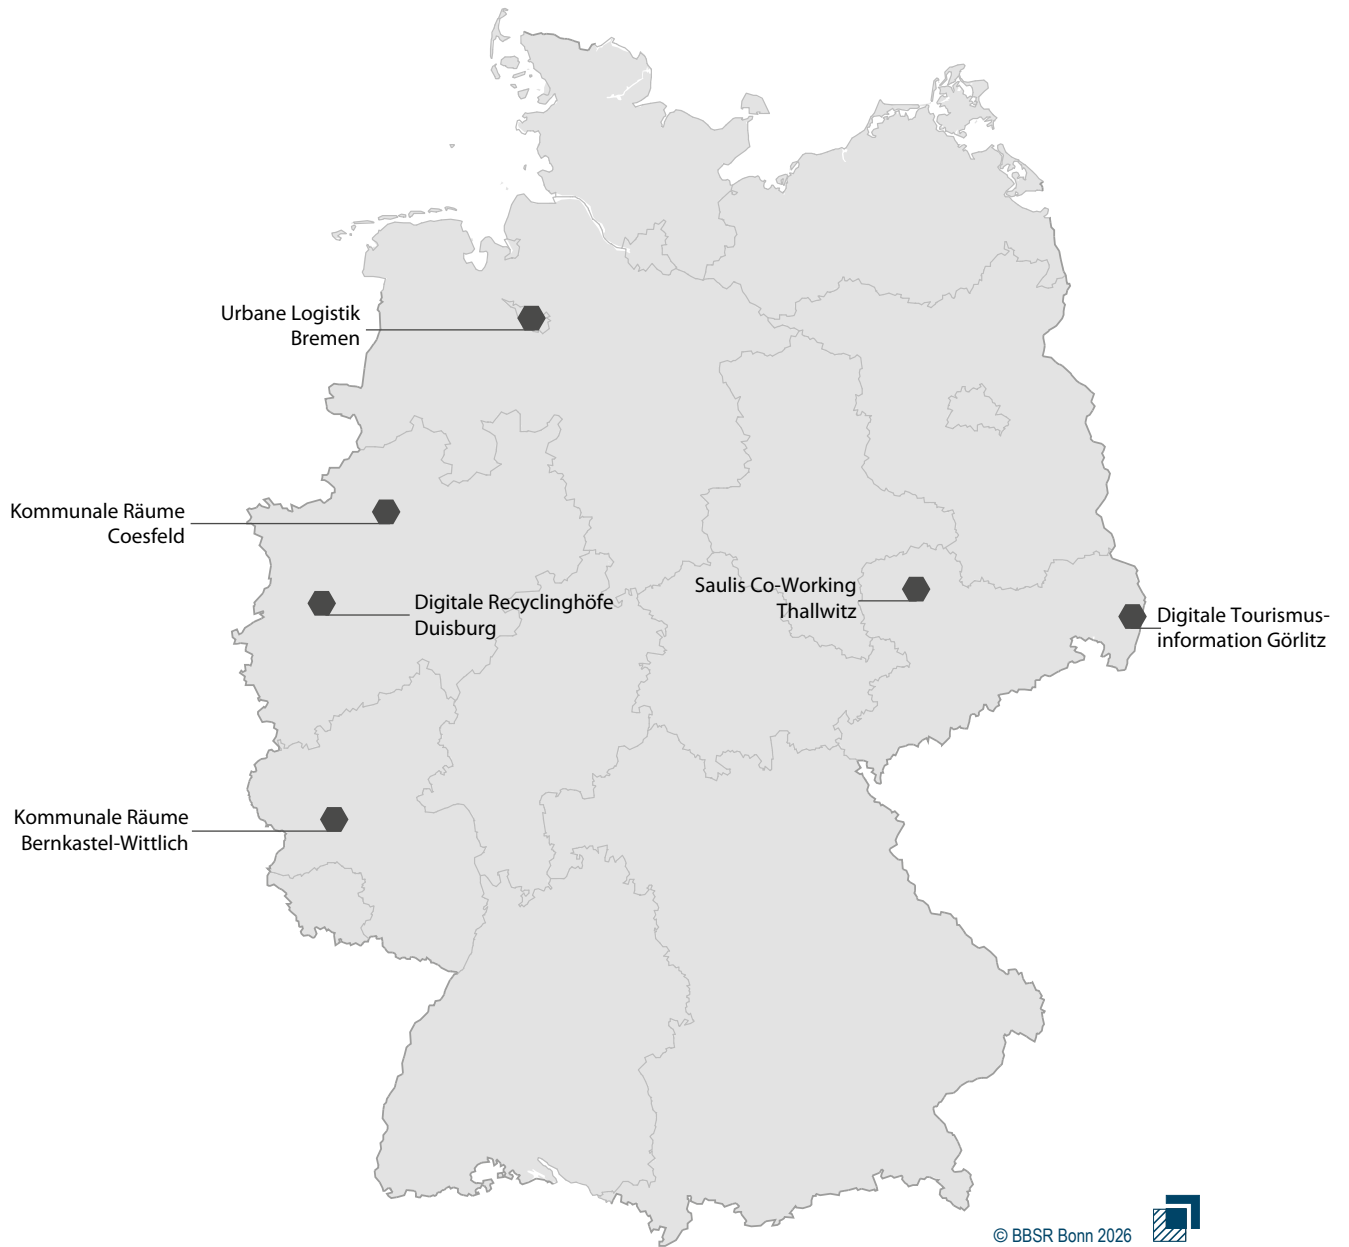 Urbane Logistik
Bremen
Kommunale Räume
Coesfeld
Digitale Recyclinghöfe
Duisburg
Saulis Co-Working
Thallwitz
Digitale Tourismus-
information Görlitz
Kommunale Räume
Bernkastel-Wittlich
© BBSR Bonn 2026